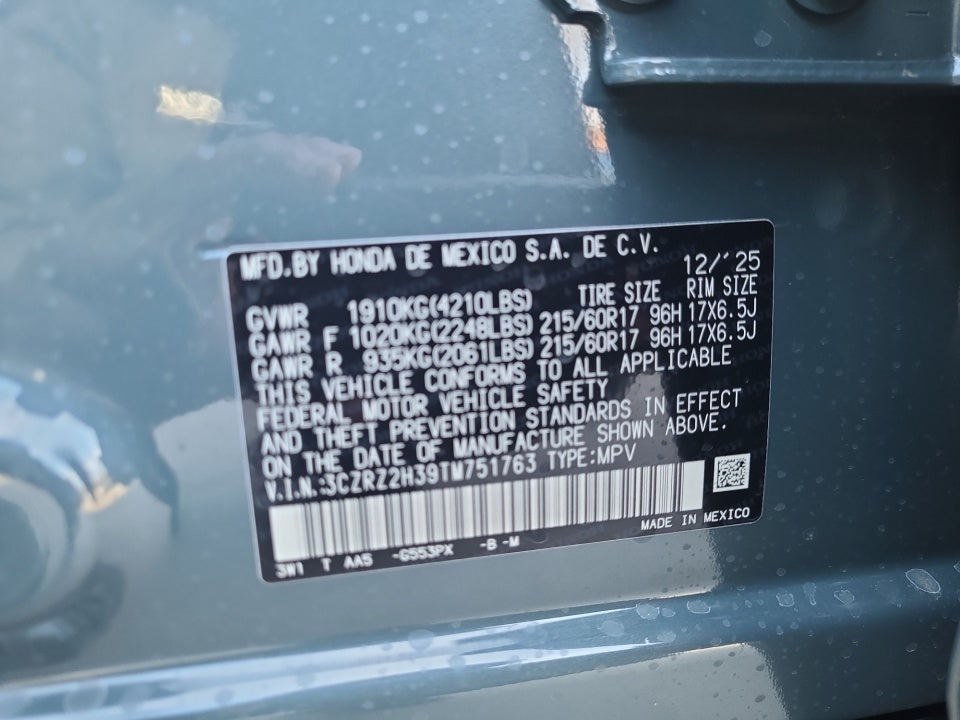 MFD.BY HONDA DE MEXICO S.A. DE C.V.
12/'25
TIRE SIZE RIM SIZE
GVWR 1910KG(4210LBS)
GAWR F 1020KG(2248LBS) 215/60R17 96H 17X6.5J
GAWR R 935KG(2061LBS) 215/60R17 96H 17X6.5J
THIS VEHICLE CONFORMS TO ALL APPLICABLE
FEDERAL MOTOR VEHICLE SAFETY
AND THEFT PREVENTION STANDARDS IN EFFECT
ON THE DATE OF MANUFACTURE SHOWN ABOVE.
V.I.N.:3CZRZ2H39TM751763 TYPE:MPV
MADE IN MEXICO
3W1 T AAS -G553PX -B -M